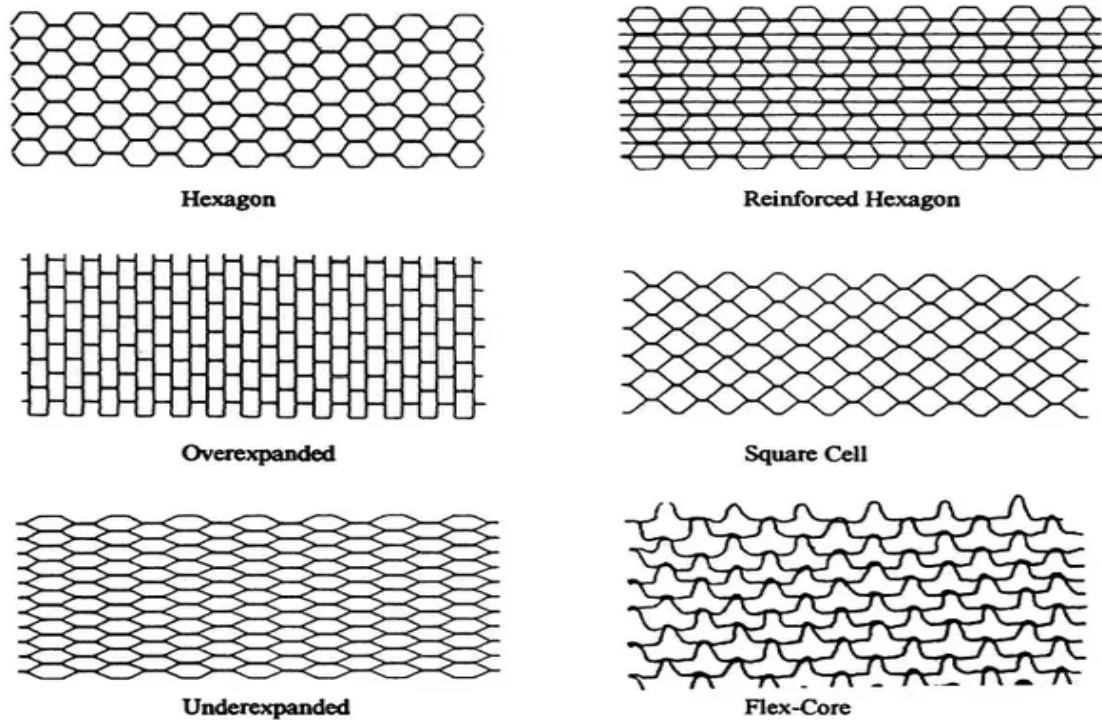 Hexagon
Reinforced Hexagon
Overexpanded
Square Cell
Underexpanded
Flex-Core